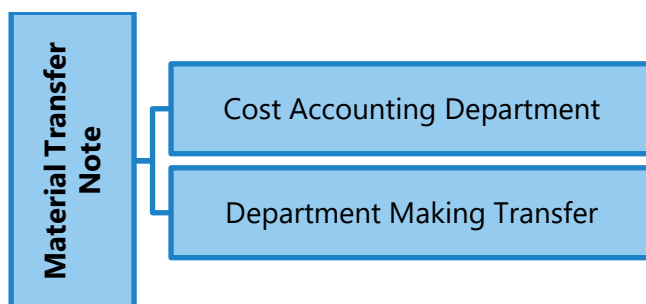 Material Transfer
Note
Cost Accounting Department
Department Making Transfer